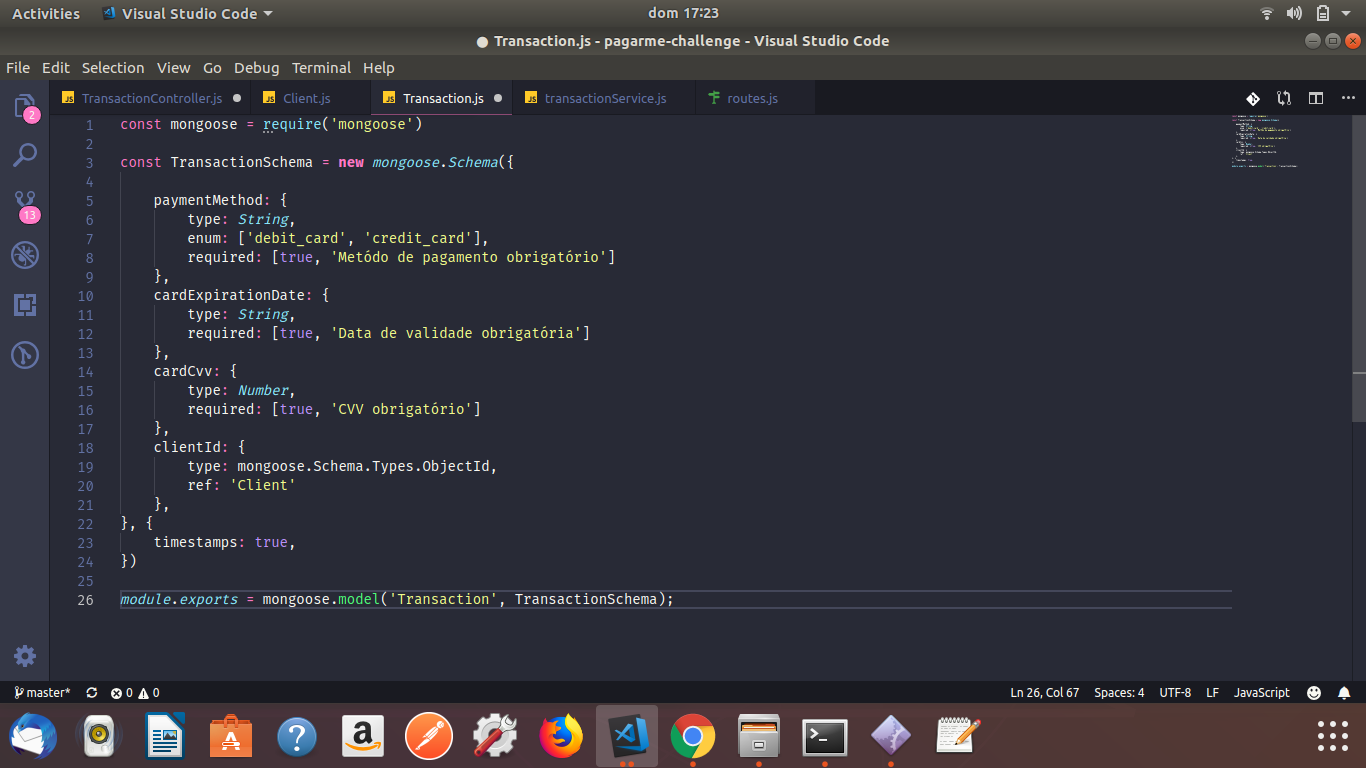 Activities Visual Studio Code dom 17:23
Transaction.js - pagarme-challenge - Visual Studio Code
File Edit Selection View Go Debug Terminal Help
TransactionController.js Client.js Transaction.js transactionService.js routes.js
2
13
1 const mongoose = require('mongoose')
2
3 const TransactionSchema = new mongoose.Schema({
4
5 paymentMethod: {
6 type: String,
7 enum: ['debit_card', 'credit_card'],
8 required: [true, 'Metódo de pagamento obrigatório']
9 },
10 cardExpirationDate: {
11 type: String,
12 required: [true, 'Data de validade obrigatória']
13 },
14 cardCvv: {
15 type: Number,
16 required: [true, 'CVV obrigatório']
17 },
18 clientId: {
19 type: mongoose.Schema.Types.ObjectId,
20 ref: 'Client'
21 },
22 }, {
23 timestamps: true,
24 })
25
26 module.exports = mongoose.model('Transaction', TransactionSchema);
master* 0 0 Ln 26, Col 67 Spaces: 4 UTF-8 LF JavaScript